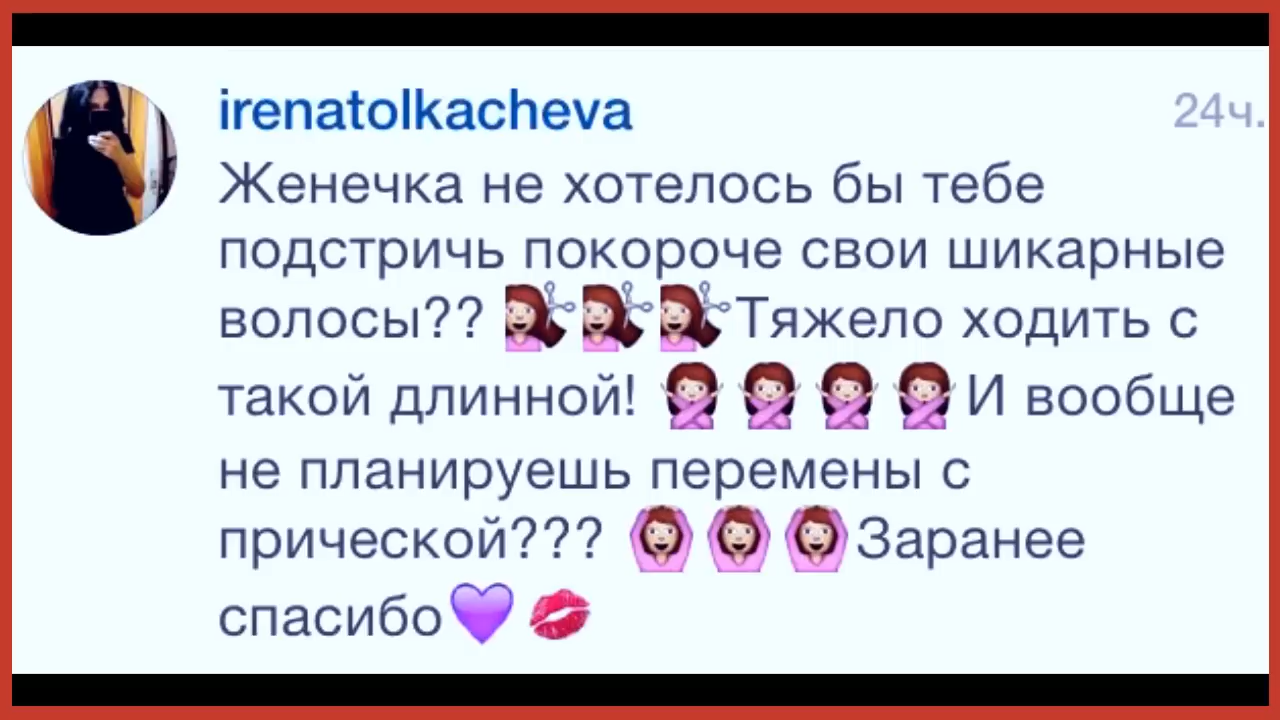 irenatolkacheva
24ч.
Женечка не хотелось бы тебе
подстричь покороче свои шикарные
волосы?? 💇💇💇Тяжело ходить с
такой длинной! 🙅🙅🙅🙅И вообще
не планируешь перемены с
прической??? 🙆🙆🙆Заранее
спасибо💜💋